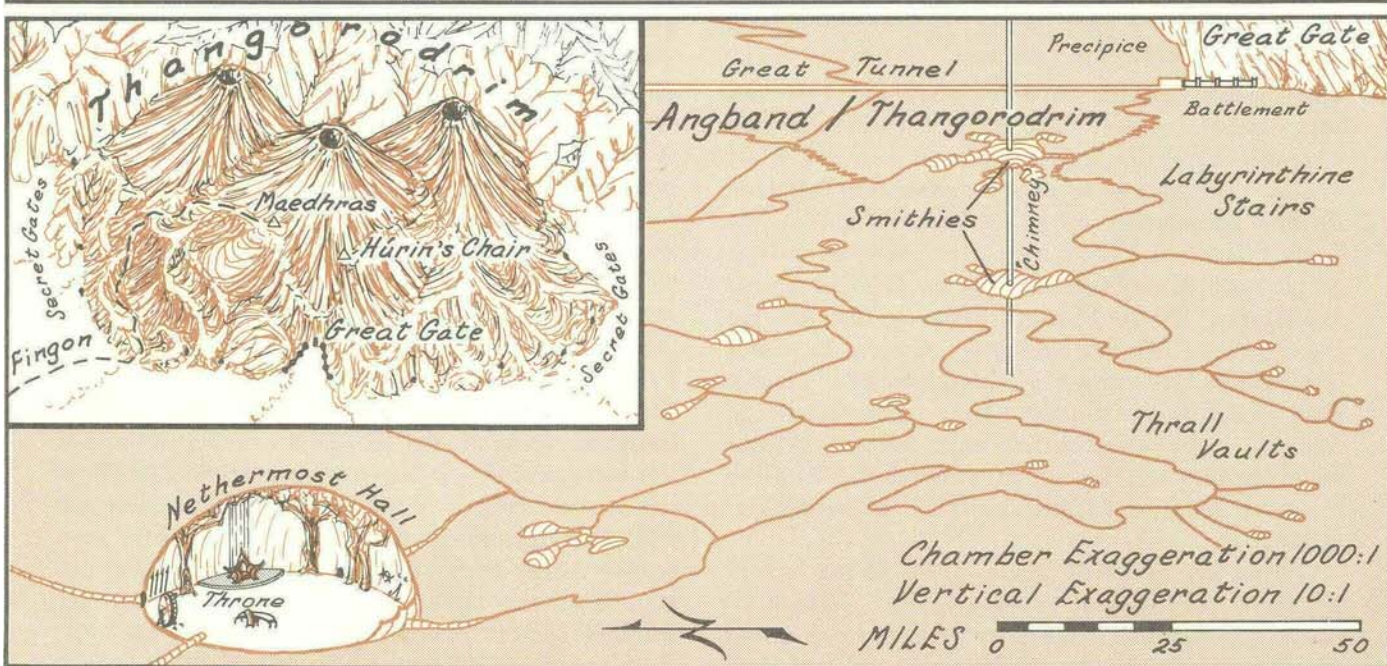 Thangorodrim
Secret Gates
Maedhras
Húrin's Chair
Great Gate
Secret Gates
Fingon
Precipice
Great Gate
Great Tunnel
Battlement
Angband / Thangorodrim
Labyrinthine
Stairs
Smithies
Chimney
Thrall
Vaults
Nethermost Hall
Throne
Chamber Exaggeration 1000:1
Vertical Exaggeration 10:1
MILES 0 25 50